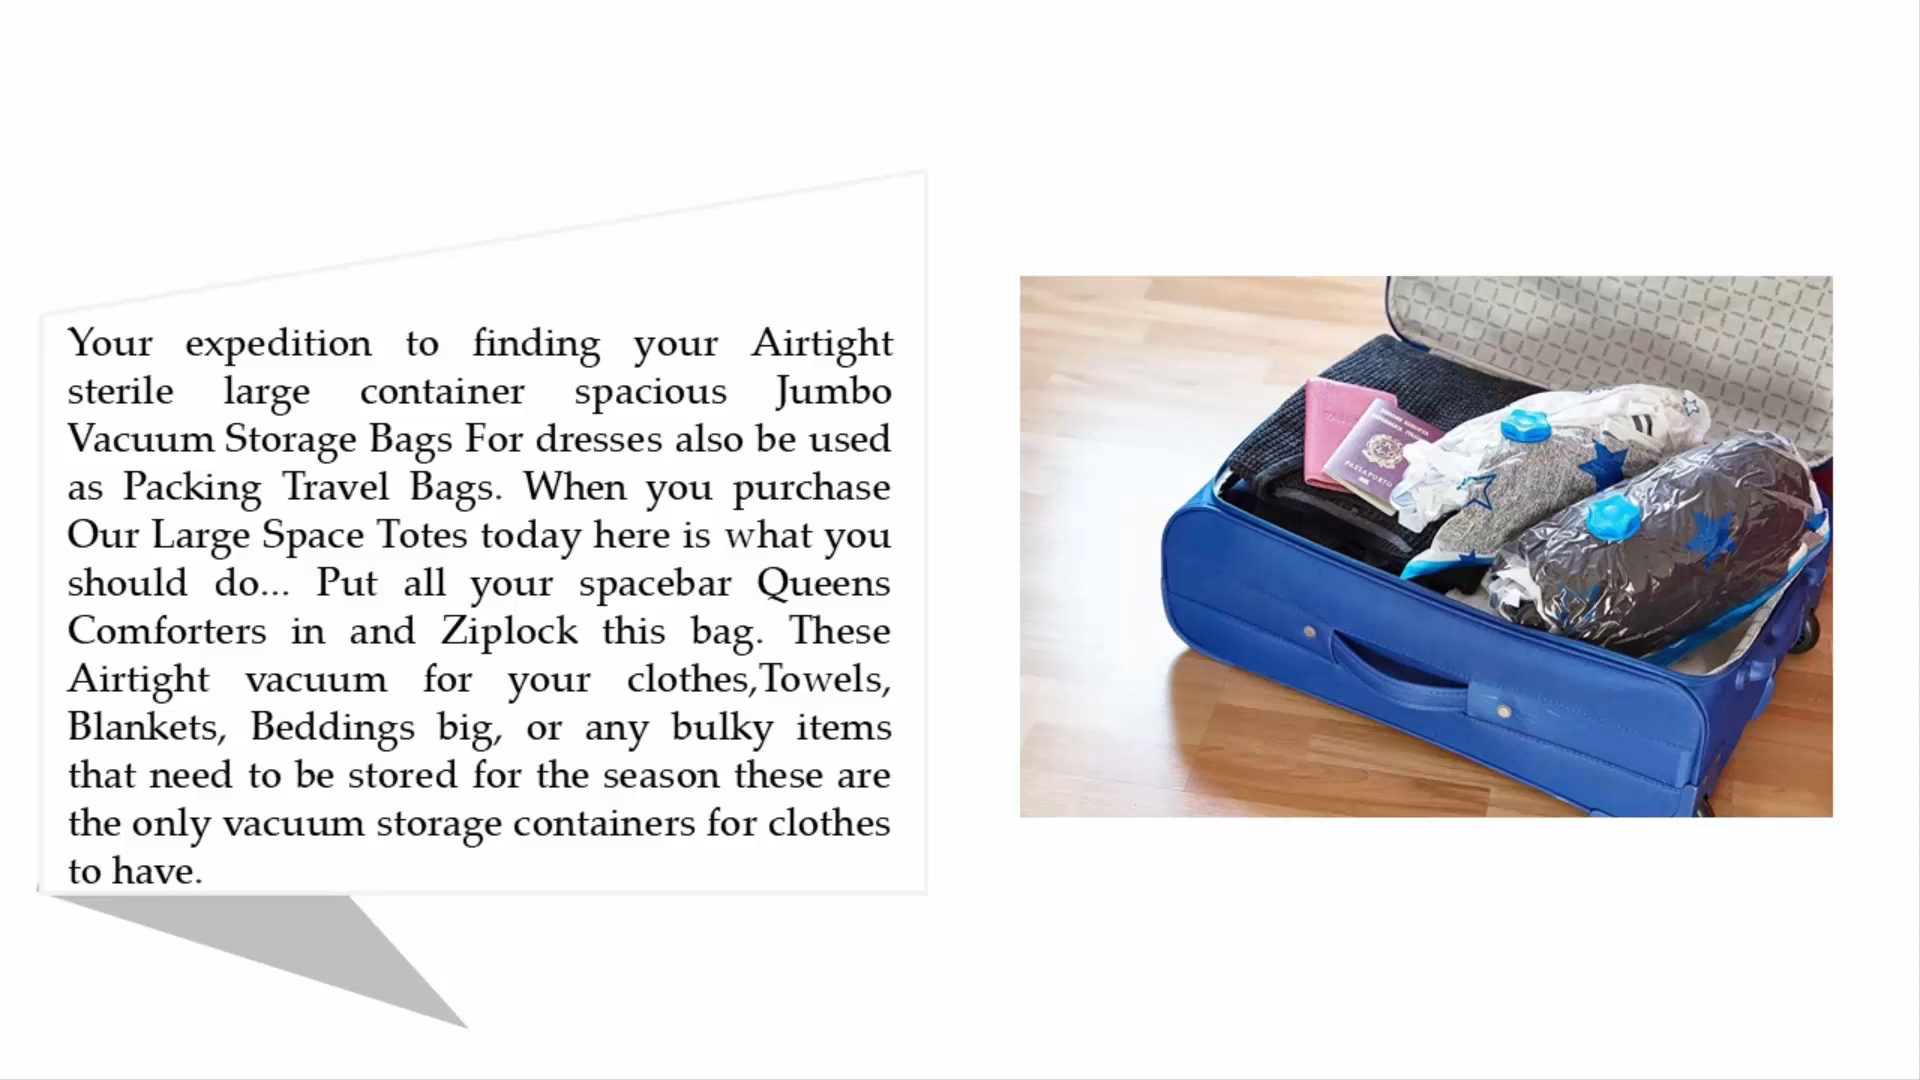 Your expedition to finding your Airtight
sterile large container spacious Jumbo
Vacuum Storage Bags For dresses also be used
as Packing Travel Bags. When you purchase
Our Large Space Totes today here is what you
should do... Put all your spacebar Queens
Comforters in and Ziplock this bag. These
Airtight vacuum for your clothes,Towels,
Blankets, Beddings big, or any bulky items
that need to be stored for the season these are
the only vacuum storage containers for clothes
to have.
PASSAPORTO